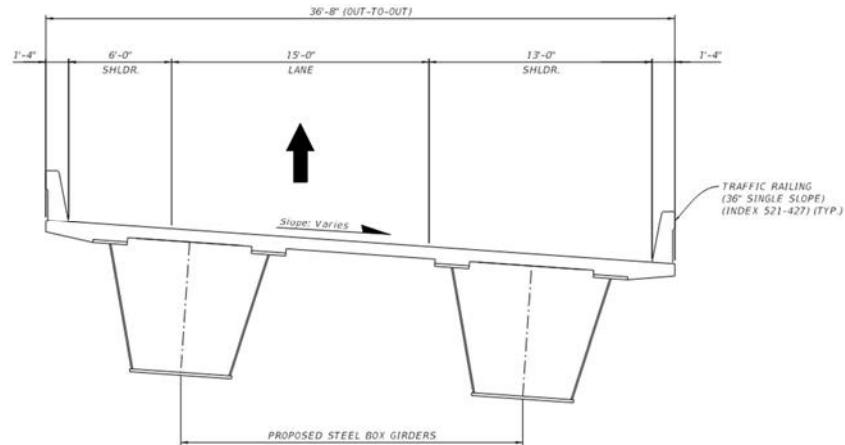 36'-8" (OUT-TO-OUT)
1'-4"
6'-0"
15'-0"
13'-0"
1'-4"
SHLDR.
LANE
SHLDR.
TRAFFIC RAILING
(36" SINGLE SLOPE)
(INDEX 521-427) (TYP.)
Slope: Varies
PROPOSED STEEL BOX GIRDERS